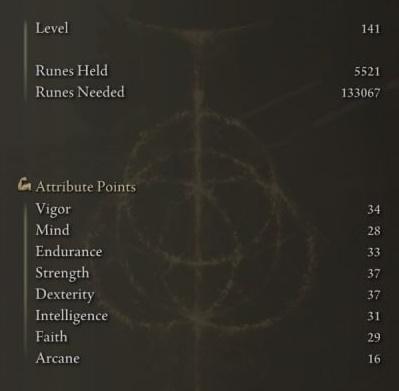 Level 141
Runes Held 5521
Runes Needed 133067
Attribute Points
Vigor 34
Mind 28
Endurance 33
Strength 37
Dexterity 37
Intelligence 31
Faith 29
Arcane 16